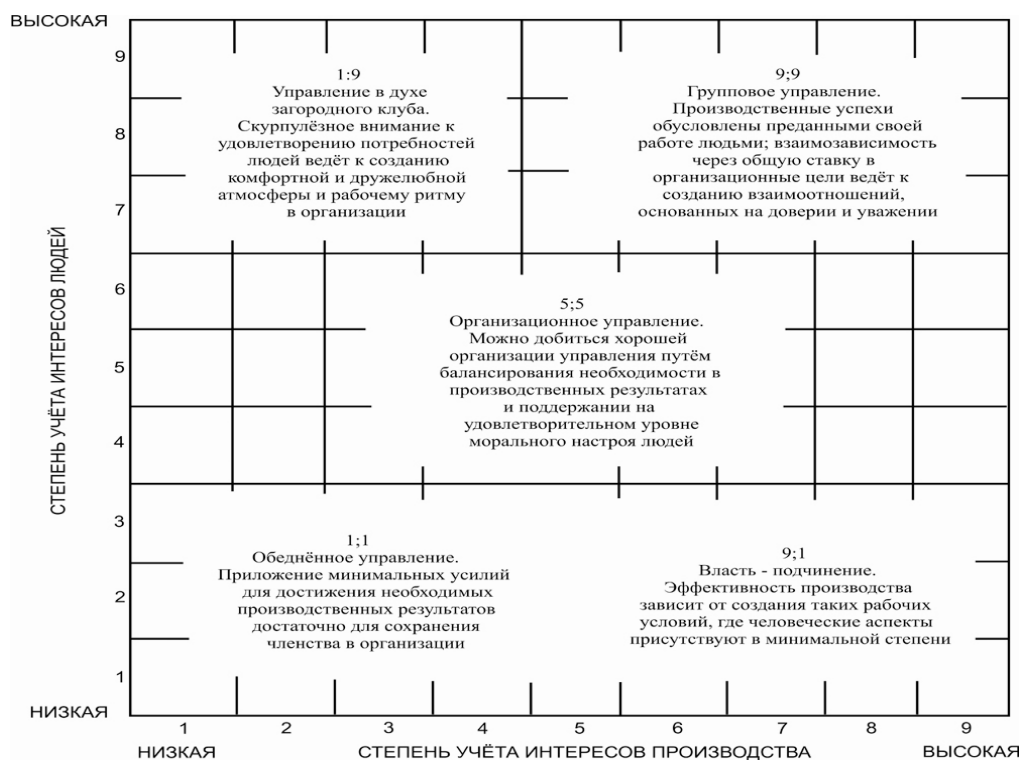 ВЫСОКАЯ
9
8
7
6
5
4
3
2
1
НИЗКАЯ
СТЕПЕНЬ УЧЁТА ИНТЕРЕСОВ ЛЮДЕЙ
1:9
Управление в духе
загородного клуба.
Скурпулёзное внимание к
удовлетворению потребностей
людей ведёт к созданию
комфортной и дружелюбной
атмосферы и рабочему ритму
в организации
9;9
Групповое управление.
Производственные успехи
обусловлены преданными своей
работе людьми; взаимозависимость
через общую ставку в
организационные цели ведёт к
созданию взаимоотношений,
основанных на доверии и уважении
5;5
Организационное управление.
Можно добиться хорошей
организации управления путём
балансирования необходимости в
производственных результатах
и поддержании на
удовлетворительном уровне
морального настроя людей
1;1
Обеднённое управление.
Приложение минимальных усилий
для достижения необходимых
производственных результатов
достаточно для сохранения
членства в организации
9;1
Власть - подчинение.
Эффективность производства
зависит от создания таких рабочих
условий, где человеческие аспекты
присутствуют в минимальной степени
1 2 3 4 5 6 7 8 9
НИЗКАЯ СТЕПЕНЬ УЧЁТА ИНТЕРЕСОВ ПРОИЗВОДСТВА ВЫСОКАЯ